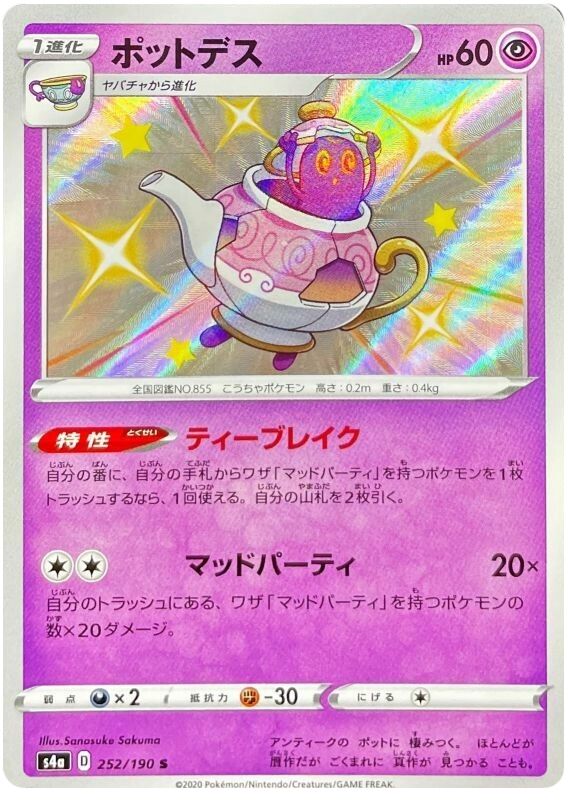 1進化 ポットデス HP60
ヤバチャから進化
全国図鑑NO.855 こうちゃポケモン 高さ:0.2m 重さ:0.4kg
特性 とくせい ティーブレイク
自分の番に、自分の手札からワザ「マッドパーティ」を持つポケモンを1枚
トラッシュするなら、1回使える。自分の山札を2枚引く。
マッドパーティ 20×
自分のトラッシュにある、ワザ「マッドパーティ」を持つポケモンの
数×20ダメージ。
弱点 ×2 抵抗力 -30 にげる
Illus.Sanosuke Sakuma
s4a D 252/190 S
アンティークの ポットに 棲みつく。 ほとんどが
贋作だが ごくまれに 真作が 見つかる ことも。
©2020 Pokémon/Nintendo/Creatures/GAME FREAK.